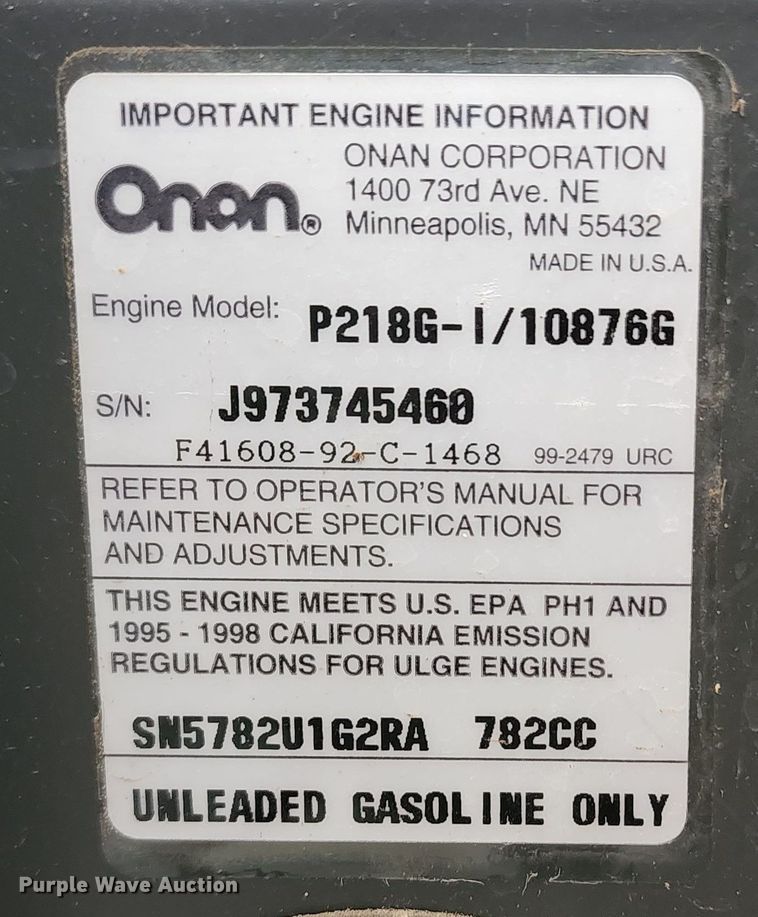 IMPORTANT ENGINE INFORMATION
Onan®
ONAN CORPORATION
1400 73rd Ave. NE
Minneapolis, MN 55432
MADE IN U.S.A.
Engine Model: P218G-I/10876G
S/N: J973745460
F41608-92-C-1468 99-2479 URC
REFER TO OPERATOR'S MANUAL FOR
MAINTENANCE SPECIFICATIONS
AND ADJUSTMENTS.
THIS ENGINE MEETS U.S. EPA PH1 AND
1995 - 1998 CALIFORNIA EMISSION
REGULATIONS FOR ULGE ENGINES.
SN5782U1G2RA 782CC
UNLEADED GASOLINE ONLY
Purple Wave Auction